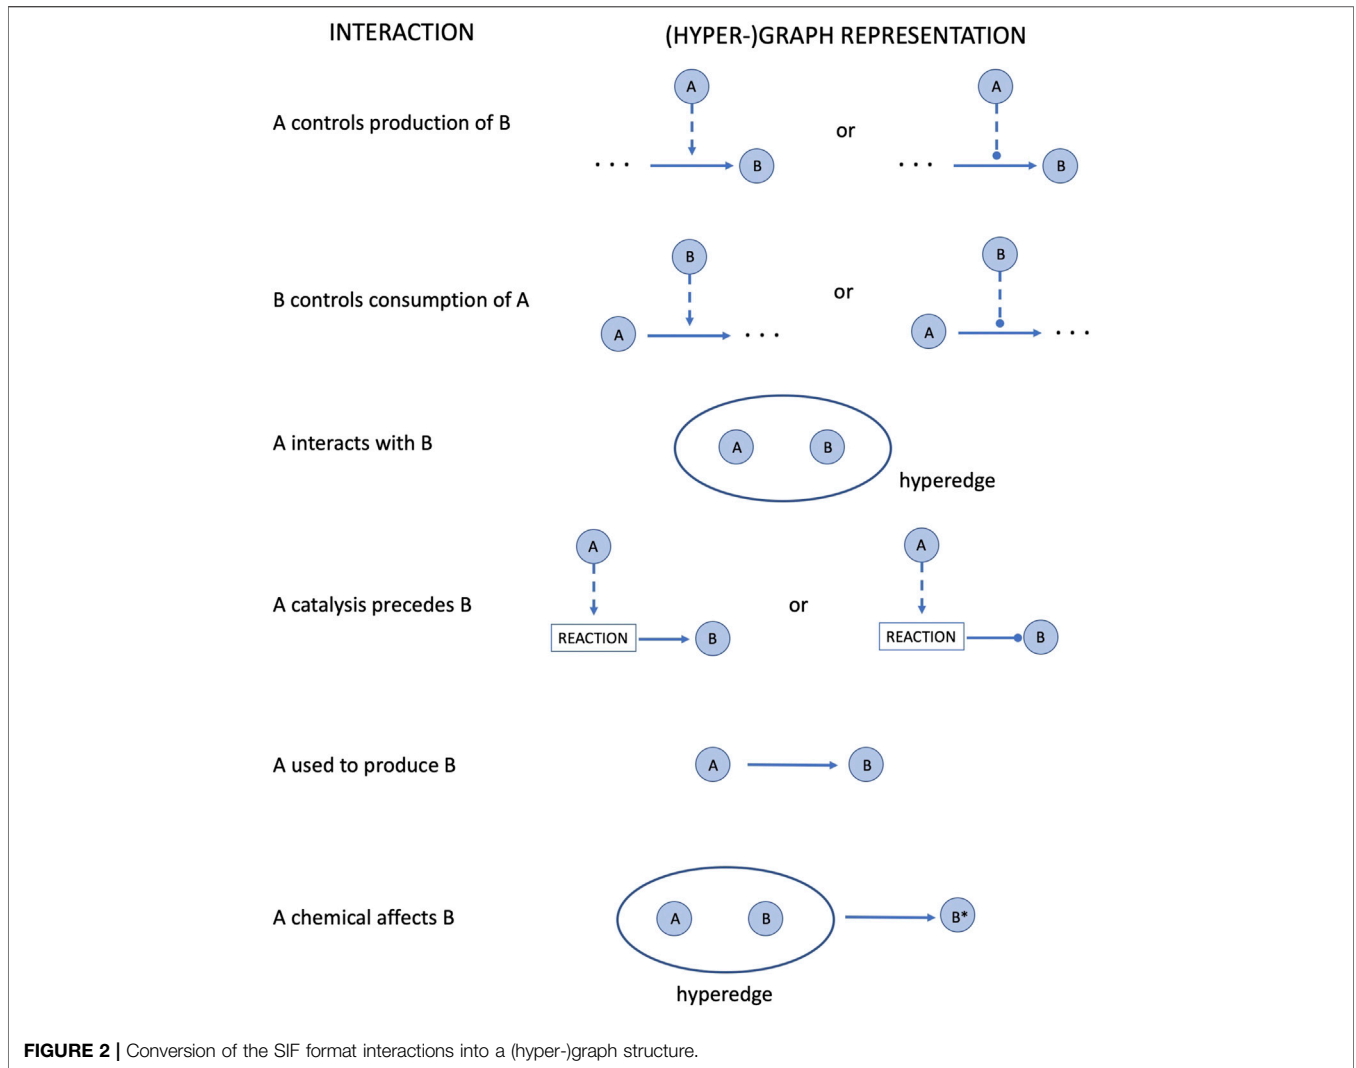 INTERACTION
(HYPER-)GRAPH REPRESENTATION
A
A
A controls production of B
or
. . .
B
. . .
B
B
B
B controls consumption of A
or
A
. . .
A
. . .
A interacts with B
A
B
hyperedge
A
A
A catalysis precedes B
or
REACTION
B
REACTION
B
A used to produce B
A
B
A chemical affects B
A
B
B*
hyperedge
FIGURE 2 | Conversion of the SIF format interactions into a (hyper-)graph structure.